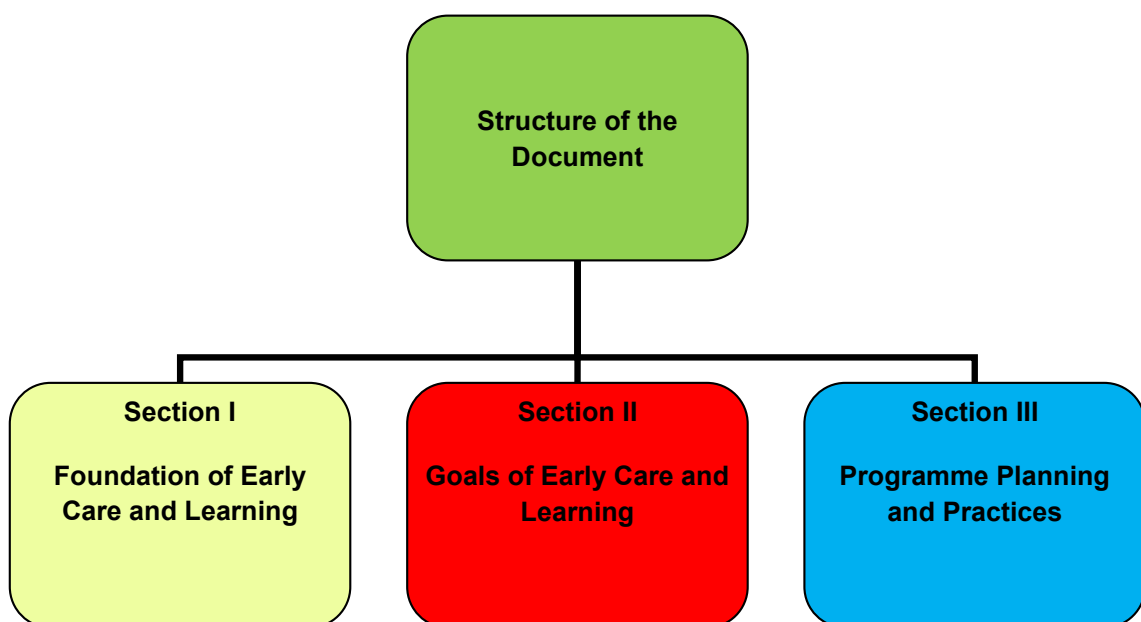 Structure of the
Document
Section I
Foundation of Early
Care and Learning
Section II
Goals of Early Care and
Learning
Section III
Programme Planning
and Practices